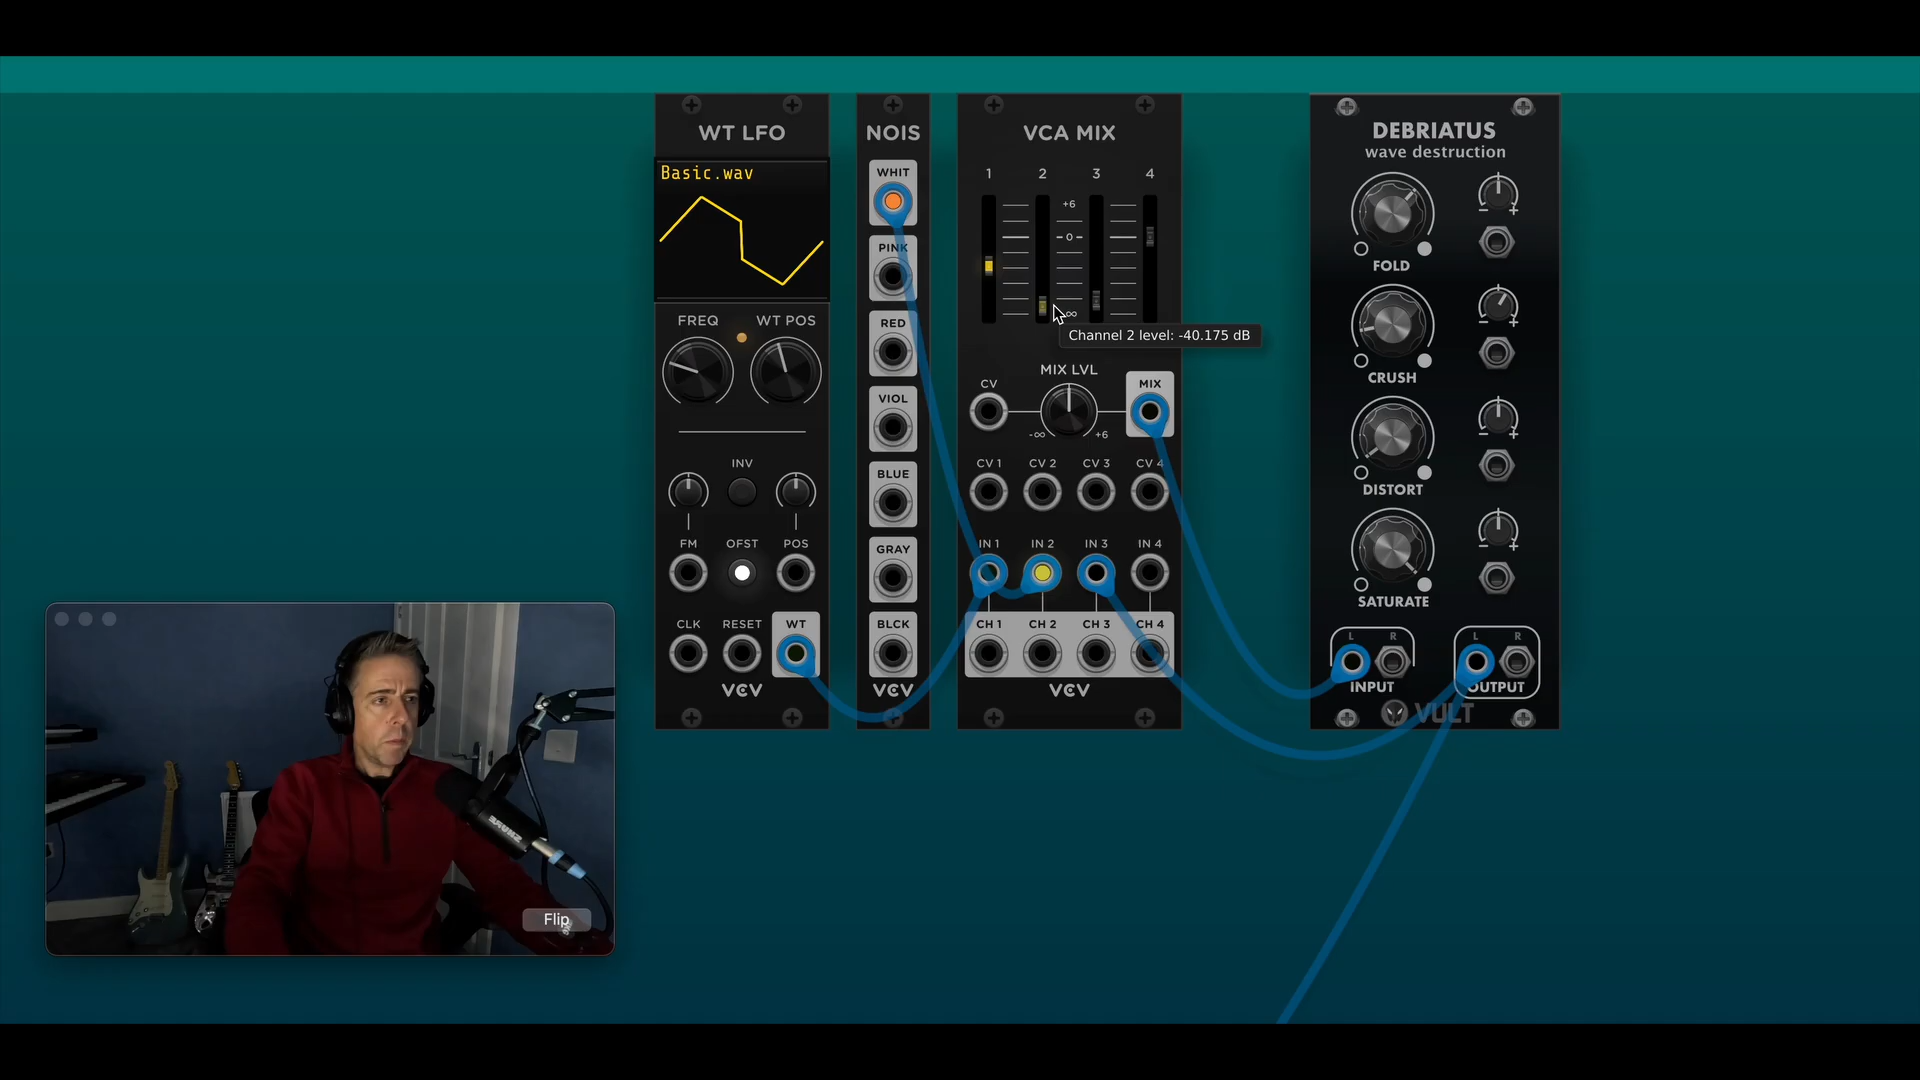 WT LFO
Basic.wav
FREQ WT POS
INV
FM OFST POS
CLK RESET WT
VCV
NOIS
WHIT
PINK
RED
VIOL
BLUE
GRAY
BLCK
VCV
VCA MIX
1 2 3 4
+6
-0-
-∞
Channel 2 level: -40.175 dB
MIX LVL
CV MIX
-∞ +6
CV 1 CV 2 CV 3 CV 4
IN 1 IN 2 IN 3 IN 4
CH 1 CH 2 CH 3 CH 4
VCV
DEBRIATUS
wave destruction
- +
FOLD
CRUSH
- +
DISTORT
- +
SATURATE
L R L R
INPUT OUTPUT
VULT
Flip